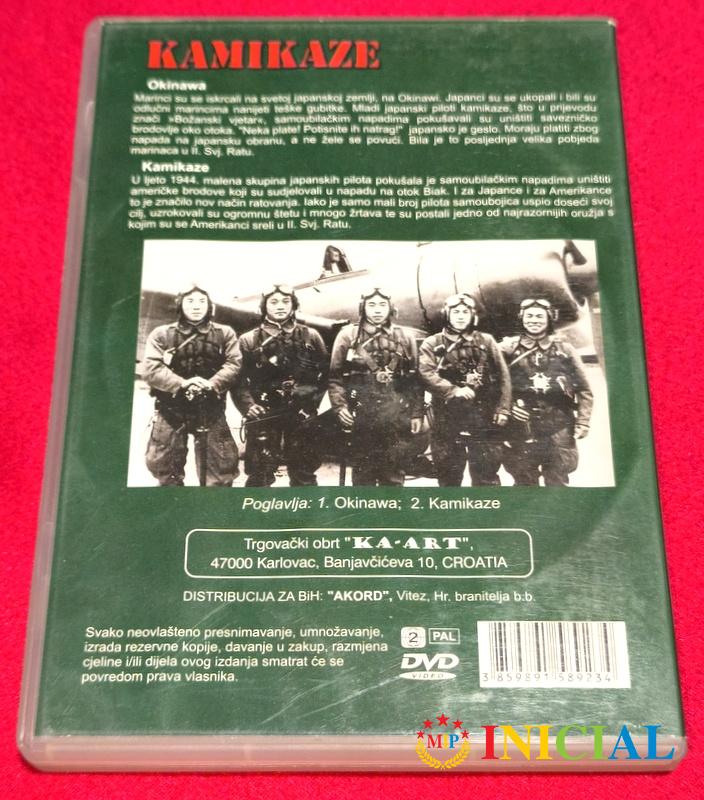 KAMIKAZE
Okinawa
Marinci su se iskrcali na svetoj japanskoj zemlji, na Okinawi. Japanci su se ukopali i bili su
odlučni marincima nanijeti teške gubitke. Mladi japanski piloti kamikaze, što u prijevodu
znači »Božanski vjetar«, samoubilačkim napadima pokušavali su uništiti savezničko
brodovlje oko otoka. "Neka plate! Potisnite ih natrag!" japansko je geslo. Moraju platiti zbog
napada na japansku obranu, a ne žele se povući. Bila je to posljednja velika pobjeda
marinaca u II. Svj. Ratu.
Kamikaze
U ljeto 1944. malena skupina japanskih pilota pokušala je samoubilačkim napadima uništiti
američke brodove koji su sudjelovali u napadu na otok Biak. I za Japance i za Amerikance
to je značilo nov način ratovanja. Iako je samo mali broj pilota samoubojica uspio doseći svoj
cilj, uzrokovali su ogromnu štetu i mnogo žrtava te su postali jedno od najrazornijih oružja s
kojim su se Amerikanci sreli u II. Svj. Ratu.
Poglavlja: 1. Okinawa; 2. Kamikaze
Trgovački obrt "KA-ART",
47000 Karlovac, Banjavčićeva 10, CROATIA
DISTRIBUCIJA ZA BiH: "AKORD", Vitez, Hr. branitelja b.b.
Svako neovlašteno presnimavanje, umnožavanje,
izrada rezervne kopije, davanje u zakup, razmjena
cjeline i/ili dijela ovog izdanja smatrat će se
povredom prava vlasnika.
2 PAL
DVD
VIDEO
3 859891 589234
MIP INICIAL